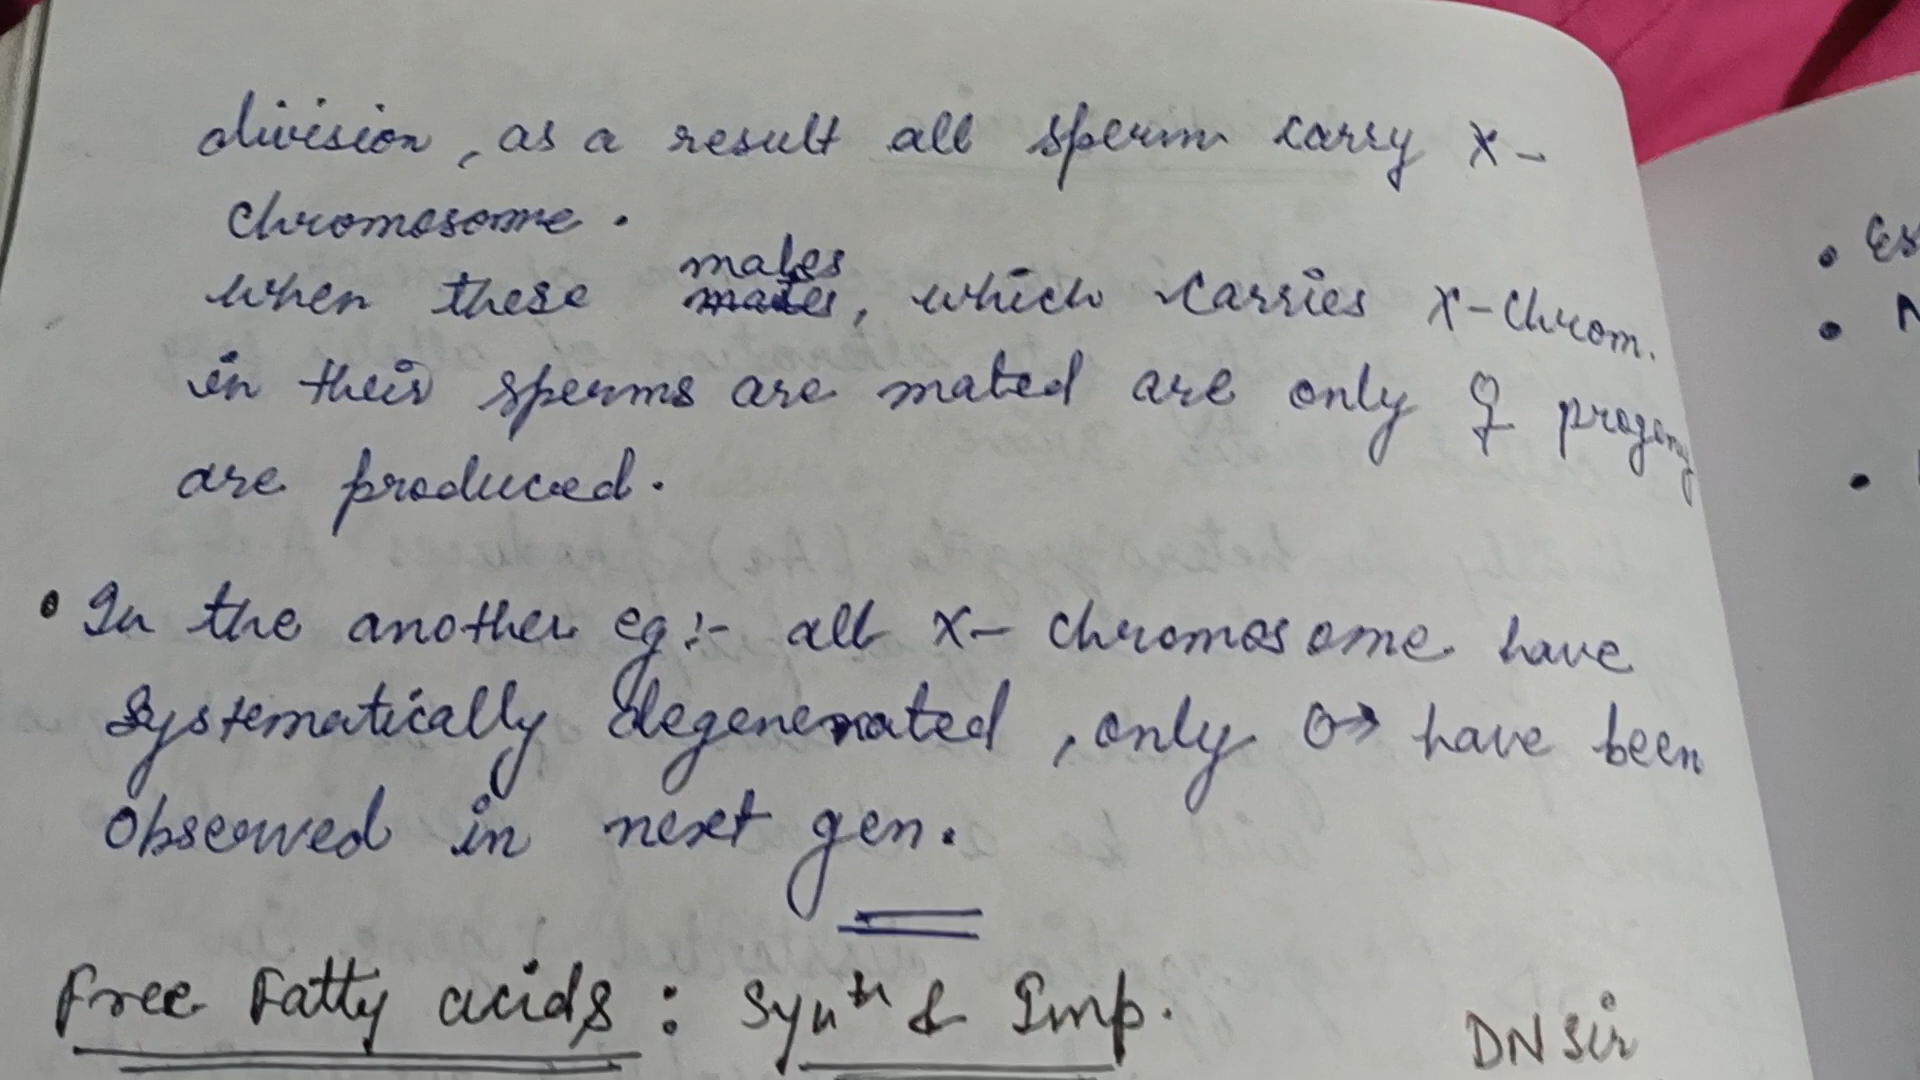 division, as a result all sperm carry X-
chromosome.
males
when these males, which carries X-Chrom.
in their sperms are mated are only ♀ progeny
are produced.
• In the another eg:- all X- chromosome have
systematically degenerated, only ♂ have been
observed in next gen.
Free Fatty acids: Synth & Imp.
DN Sir
• Es
• N
•